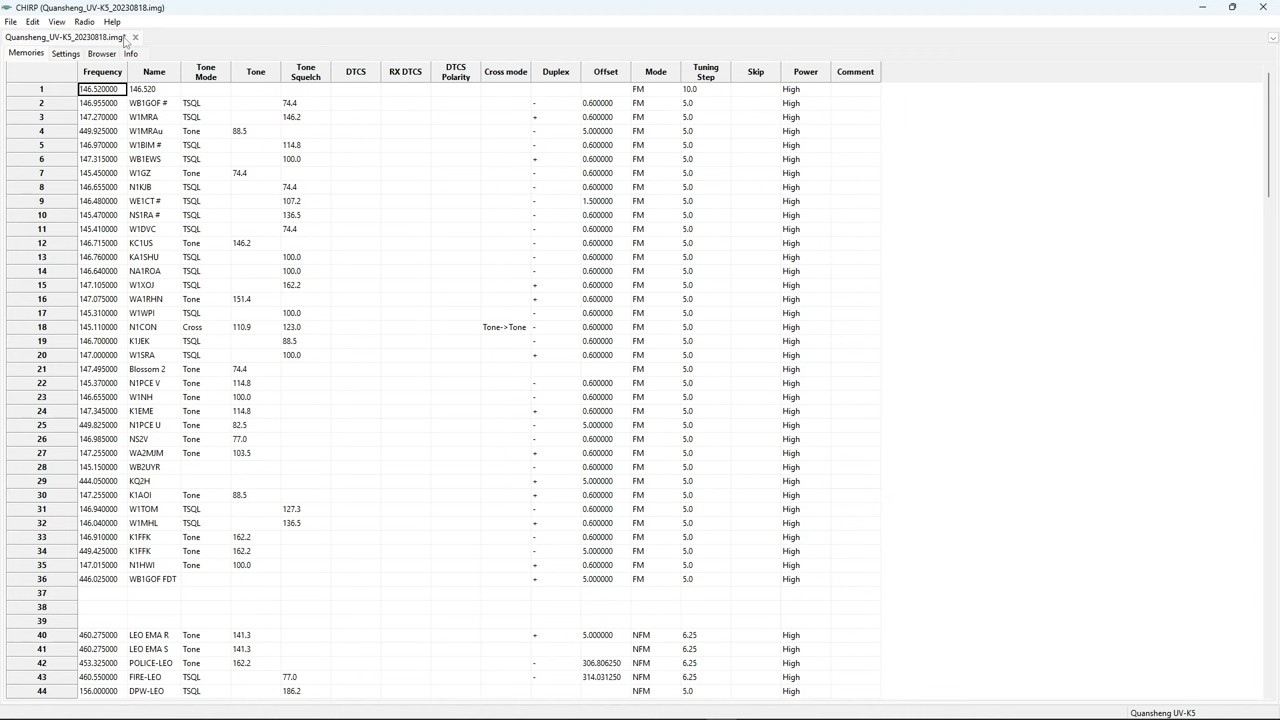 CHIRP (Quansheng_UV-K5_20230818.img)
File Edit View Radio Help
Quansheng_UV-K5_20230818.img*
Memories Settings Browser Info
Frequency Name Tone Mode Tone Tone Squelch DTCS RX DTCS DTCS Polarity Cross mode Duplex Offset Mode Tuning Step Skip Power Comment
1 146.520000 146.520 FM 10.0 High
2 146.955000 WB1GOF # TSQL 74.4 - 0.600000 FM 5.0 High
3 147.270000 W1MRA TSQL 146.2 + 0.600000 FM 5.0 High
4 449.925000 W1MRAu Tone 88.5 - 5.000000 FM 5.0 High
5 146.970000 W1BIM # TSQL 114.8 - 0.600000 FM 5.0 High
6 147.315000 WB1EWS TSQL 100.0 + 0.600000 FM 5.0 High
7 145.450000 W1GZ Tone 74.4 - 0.600000 FM 5.0 High
8 146.655000 N1KJB TSQL 74.4 - 0.600000 FM 5.0 High
9 146.480000 WE1CT # TSQL 107.2 - 1.500000 FM 5.0 High
10 145.470000 NS1RA # TSQL 136.5 - 0.600000 FM 5.0 High
11 145.410000 W1DVC TSQL 74.4 - 0.600000 FM 5.0 High
12 146.715000 KC1US Tone 146.2 - 0.600000 FM 5.0 High
13 146.760000 KA1SHU TSQL 100.0 - 0.600000 FM 5.0 High
14 146.640000 NA1ROA TSQL 100.0 - 0.600000 FM 5.0 High
15 147.105000 W1XOJ TSQL 162.2 + 0.600000 FM 5.0 High
16 147.075000 WA1RHN Tone 151.4 + 0.600000 FM 5.0 High
17 145.310000 W1WPI TSQL 100.0 - 0.600000 FM 5.0 High
18 145.110000 N1CON Cross 110.9 123.0 Tone->Tone - 0.600000 FM 5.0 High
19 146.700000 K1JEK TSQL 88.5 - 0.600000 FM 5.0 High
20 147.000000 W1SRA TSQL 100.0 + 0.600000 FM 5.0 High
21 147.495000 Blossom 2 Tone 74.4 FM 5.0 High
22 145.370000 N1PCE V Tone 114.8 - 0.600000 FM 5.0 High
23 146.655000 W1NH Tone 100.0 - 0.600000 FM 5.0 High
24 147.345000 K1EME Tone 114.8 + 0.600000 FM 5.0 High
25 449.825000 N1PCE U Tone 82.5 - 5.000000 FM 5.0 High
26 146.985000 NS2V Tone 77.0 - 0.600000 FM 5.0 High
27 147.255000 WA2MJM Tone 103.5 + 0.600000 FM 5.0 High
28 145.150000 WB2UYR - 0.600000 FM 5.0 High
29 444.050000 KQ2H + 5.000000 FM 5.0 High
30 147.255000 K1AOI Tone 88.5 + 0.600000 FM 5.0 High
31 146.940000 W1TOM TSQL 127.3 - 0.600000 FM 5.0 High
32 146.040000 W1MHL TSQL 136.5 + 0.600000 FM 5.0 High
33 146.910000 K1FFK Tone 162.2 - 0.600000 FM 5.0 High
34 449.425000 K1FFK Tone 162.2 - 5.000000 FM 5.0 High
35 147.015000 N1HWI Tone 100.0 + 0.600000 FM 5.0 High
36 446.025000 WB1GOF FDT + 5.000000 FM 5.0 High
37
38
39
40 460.275000 LEO EMA R Tone 141.3 + 5.000000 NFM 6.25 High
41 460.275000 LEO EMA S Tone 141.3 NFM 6.25 High
42 453.325000 POLICE-LEO Tone 162.2 - 306.806250 NFM 6.25 High
43 460.550000 FIRE-LEO TSQL 77.0 - 314.031250 NFM 6.25 High
44 156.000000 DPW-LEO TSQL 186.2 NFM 5.0 High
Quansheng UV-K5